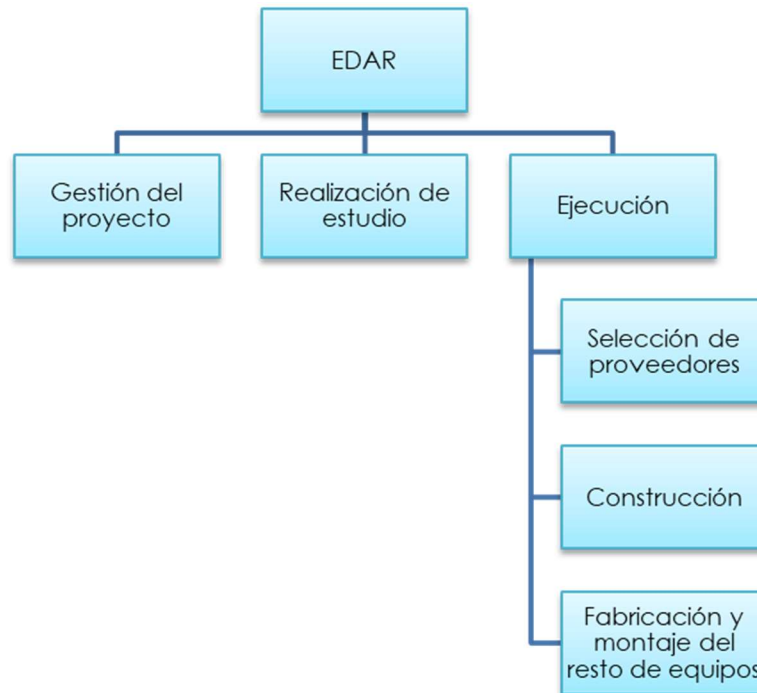 EDAR
Gestión del
proyecto
Realización de
estudio
Ejecución
Selección de
proveedores
Construcción
Fabricación y
montaje del
resto de equipos